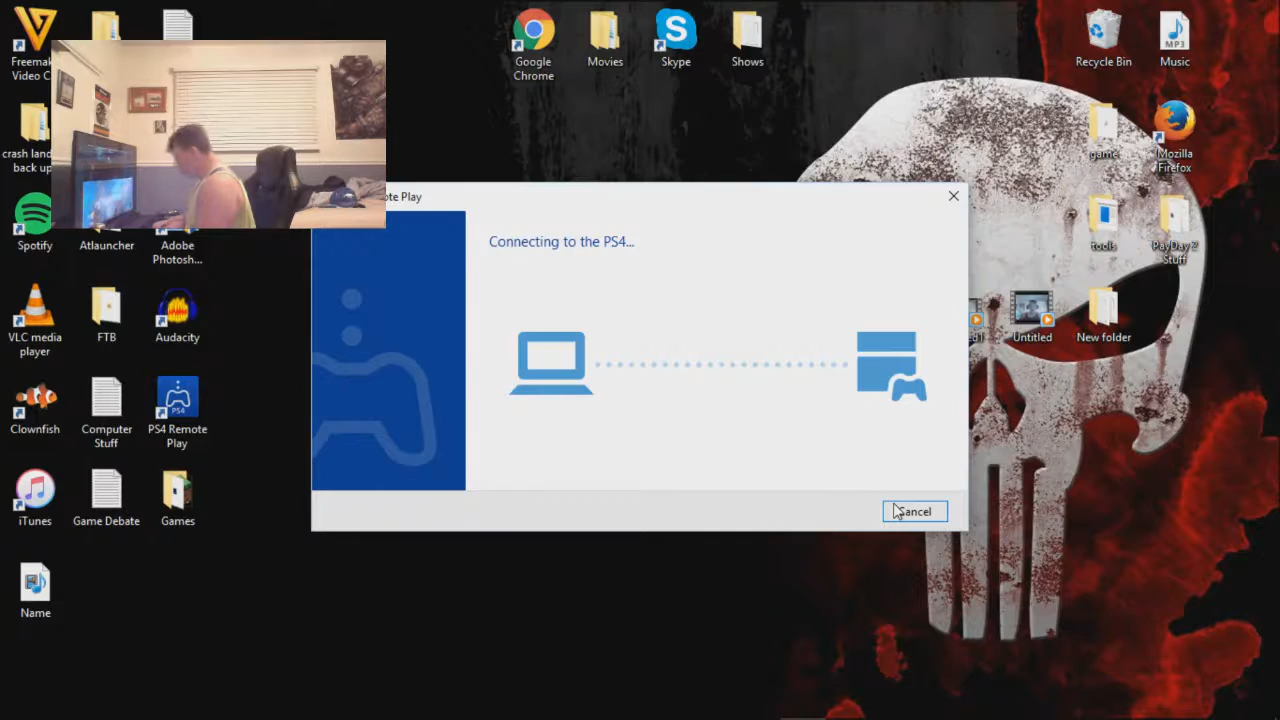 Freemak
Video C
Google
Chrome
Movies
Skype
Shows
Recycle Bin
Music
MP3
crash land
back up
game
Mozilla
Firefox
ote Play
Connecting to the PS4...
Spotify
Atlauncher
Adobe
Photosh...
tools
PayDay 2
Stuff
VLC media
player
FTB
Audacity
Untitled
New folder
PS4
Clownfish
Computer
Stuff
PS4 Remote
Play
iTunes
Game Debate
Games
Cancel
Name